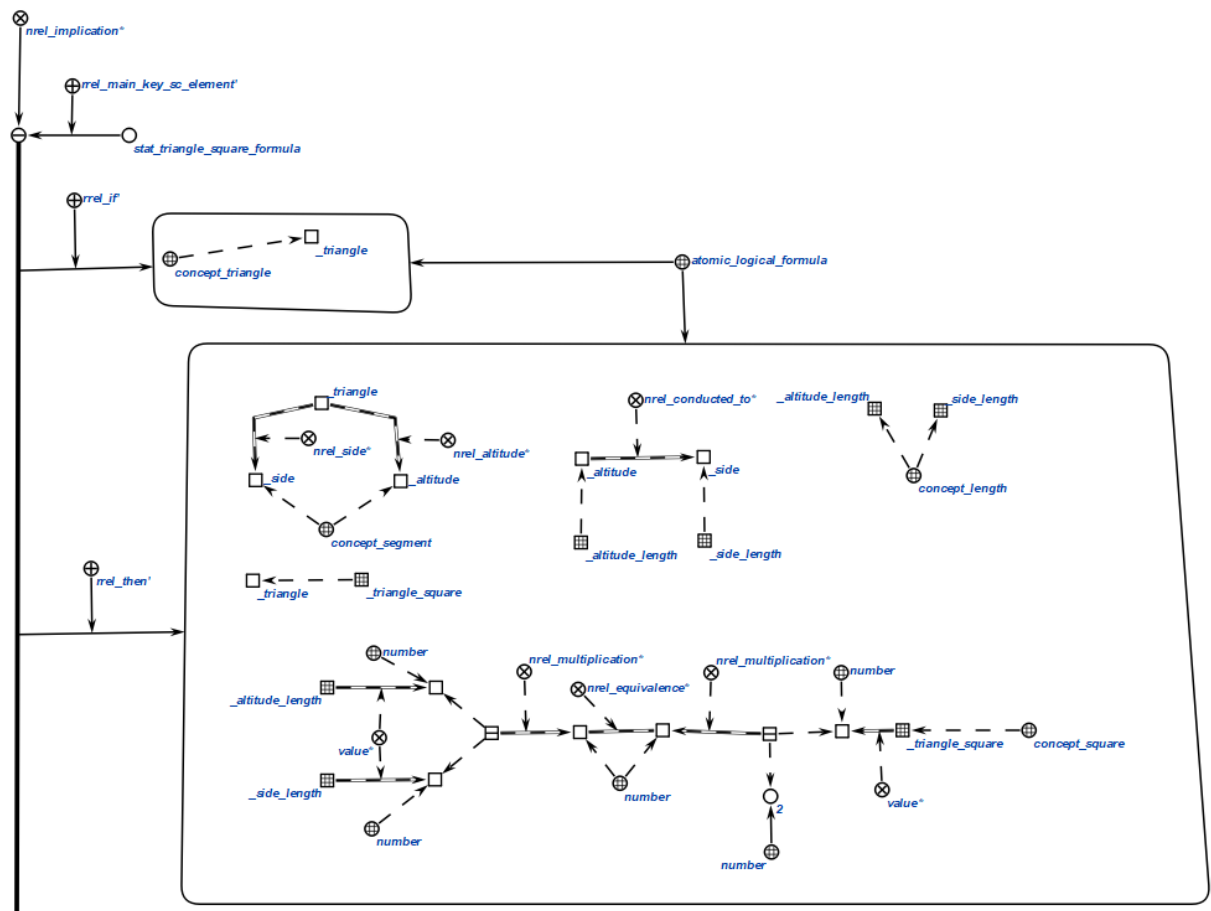 nrel_implication*
rrel_main_key_sc_element'
stat_triangle_square_formula
rrel_if'
_triangle
concept_triangle
atomic_logical_formula
_triangle
nrel_conducted_to*
_altitude_length
_side_length
nrel_side*
nrel_altitude*
_side
_altitude
_altitude
_side
concept_length
concept_segment
_altitude_length
_side_length
rrel_then'
_triangle
_triangle_square
number
nrel_multiplication*
nrel_multiplication*
number
nrel_equivalence*
_altitude_length
value*
_triangle_square
concept_square
_side_length
number
2
value*
number
number